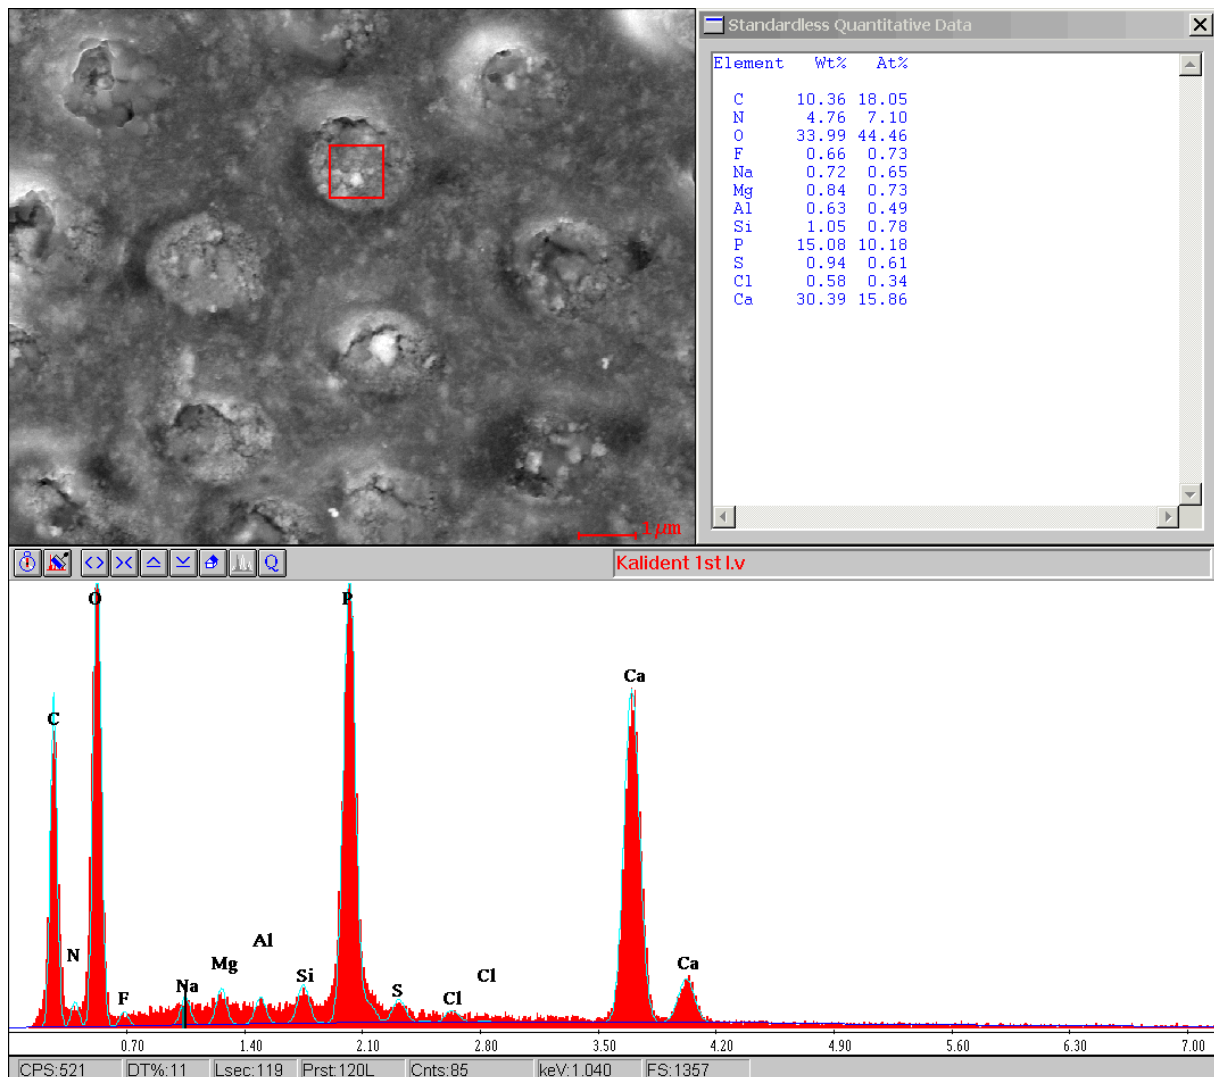 Standardless Quantitative Data
Element Wt% At%
C 10.36 18.05
N 4.76 7.10
O 33.99 44.46
F 0.66 0.73
Na 0.72 0.65
Mg 0.84 0.73
Al 0.63 0.49
Si 1.05 0.78
P 15.08 10.18
S 0.94 0.61
Cl 0.58 0.34
Ca 30.39 15.86
1 µm
Q
Kalident 1st l.v
O
P
Ca
C
N
Al
Mg
Cl
F
Na
Si
S
Cl
Ca
0.70 1.40 2.10 2.80 3.50 4.20 4.90 5.60 6.30 7.00
CPS:521 DT%:11 Lsec:119 Prst:120L Cnts:85 keV:1.040 FS:1357